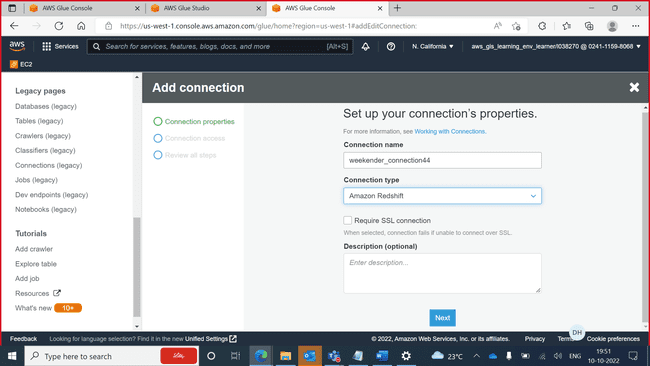 AWS Glue Console
AWS Glue Studio
AWS Glue Console
https://us-west-1.console.aws.amazon.com/glue/home?region=us-west-1#addEditConnection:
aws
Services
Search for services, features, blogs, docs, and more
[Alt+S]
N. California
aws_gls_learning_env_learner/l038270 @ 0241-1159-8068
EC2
Legacy pages
Databases (legacy)
Tables (legacy)
Crawlers (legacy)
Classifiers (legacy)
Connections (legacy)
Jobs (legacy)
Dev endpoints (legacy)
Notebooks (legacy)
Tutorials
Add crawler
Explore table
Add job
Resources
What's new 10+
Add connection
Connection properties
Connection access
Review all steps
Set up your connection's properties.
For more information, see Working with Connections.
Connection name
weekender_connection44
Connection type
Amazon Redshift
Require SSL connection
When selected, connection fails if unable to connect over SSL.
Description (optional)
Enter description...
Next
DH
Feedback
Looking for language selection? Find it in the new Unified Settings
© 2022, Amazon Web Services, Inc. or its affiliates.
Privacy
Terms
Cookie preferences
Type here to search
23°C
ENG
19:51
10-10-2022